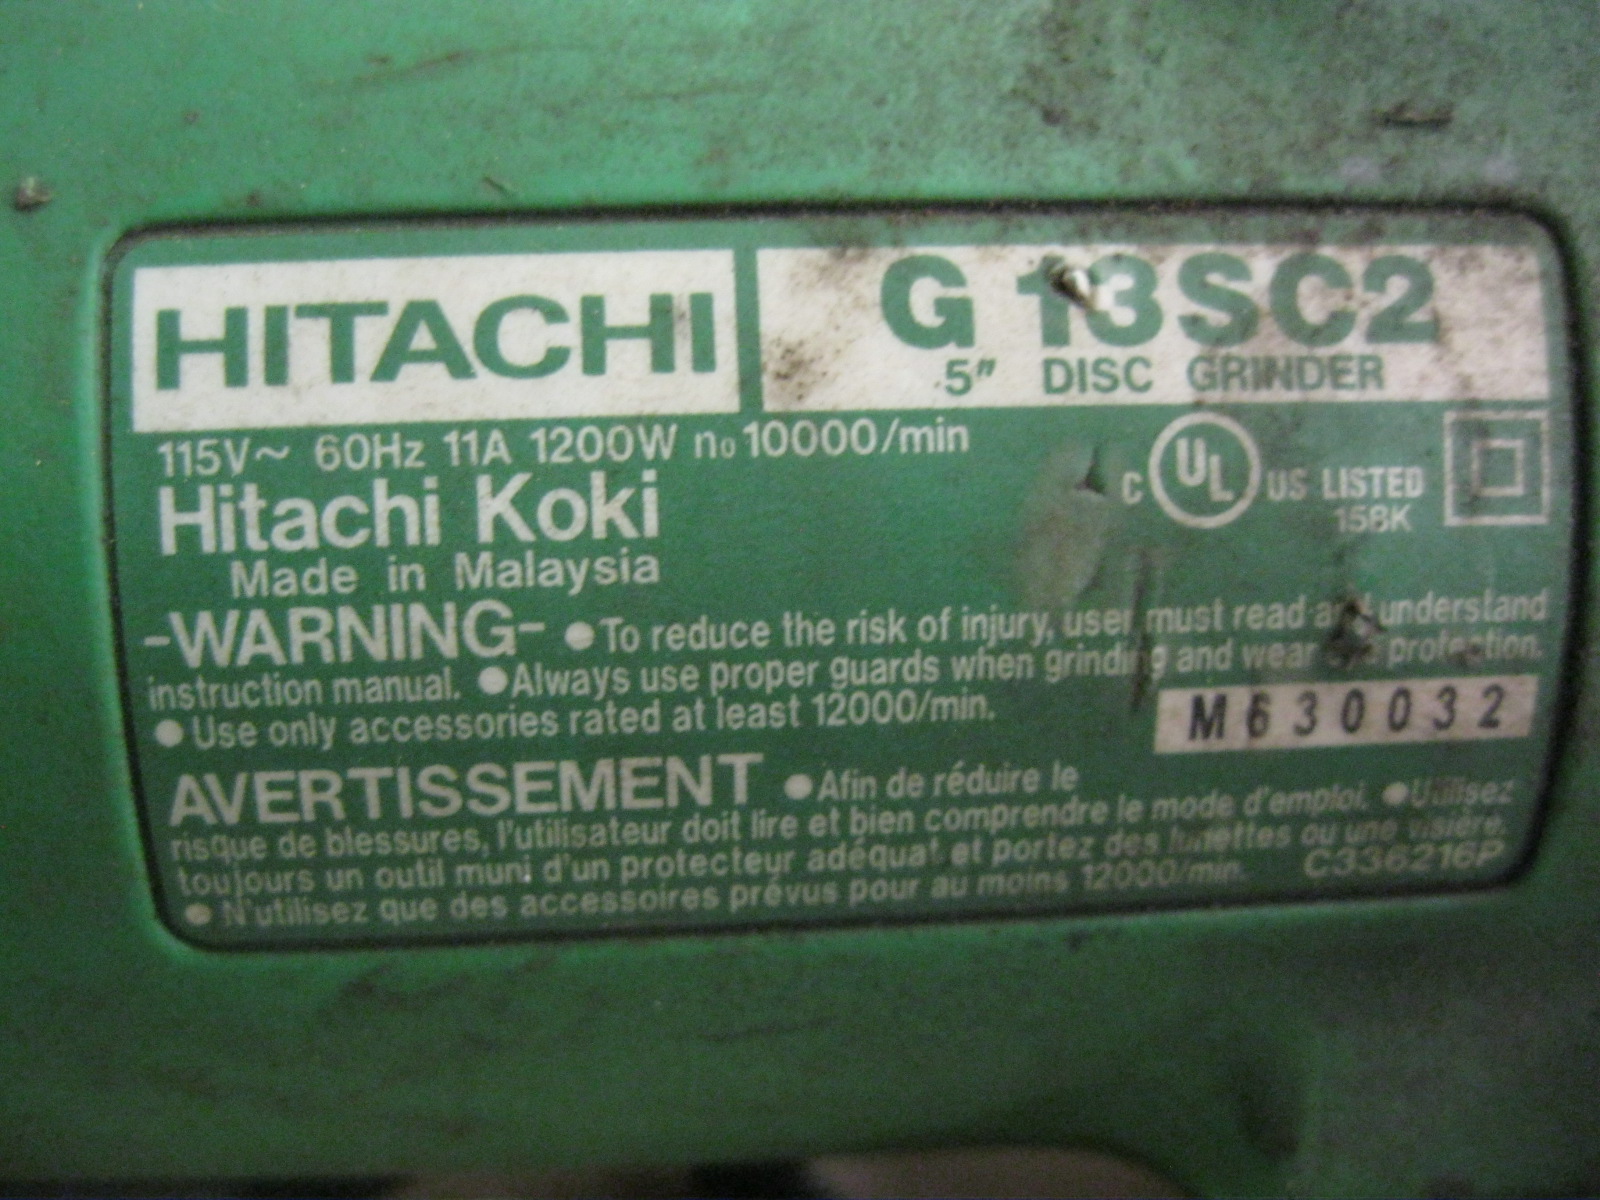 HITACHI
G 13SC2
5" DISC GRINDER
115V~ 60Hz 11A 1200W no 10000/min
Hitachi Koki
Made in Malaysia
C UL US LISTED
158K
-WARNING- ●To reduce the risk of injury, user must read and understand
instruction manual. ●Always use proper guards when grinding and wear eye protection.
●Use only accessories rated at least 12000/min.
M630032
AVERTISSEMENT ●Afin de réduire le
risque de blessures, l'utilisateur doit lire et bien comprendre le mode d'emploi. ●Utilisez
toujours un outil muni d'un protecteur adéquat et portez des lunettes ou une visière.
●N'utilisez que des accessoires prévus pour au moins 12000/min.
C336216P